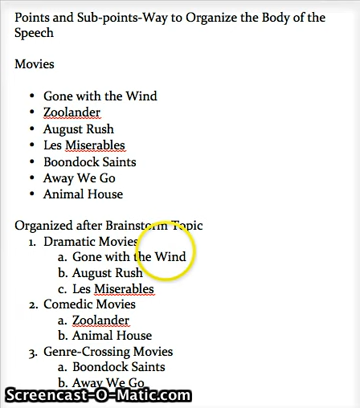 Points and Sub-points-Way to Organize the Body of the
Speech
Movies
• Gone with the Wind
• Zoolander
• August Rush
• Les Miserables
• Boondock Saints
• Away We Go
• Animal House
Organized after Brainstorm Topic
1. Dramatic Movies
a. Gone with the Wind
b. August Rush
c. Les Miserables
2. Comedic Movies
a. Zoolander
b. Animal House
3. Genre-Crossing Movies
a. Boondock Saints
b. Away We Go
Screencast-O-Matic.com